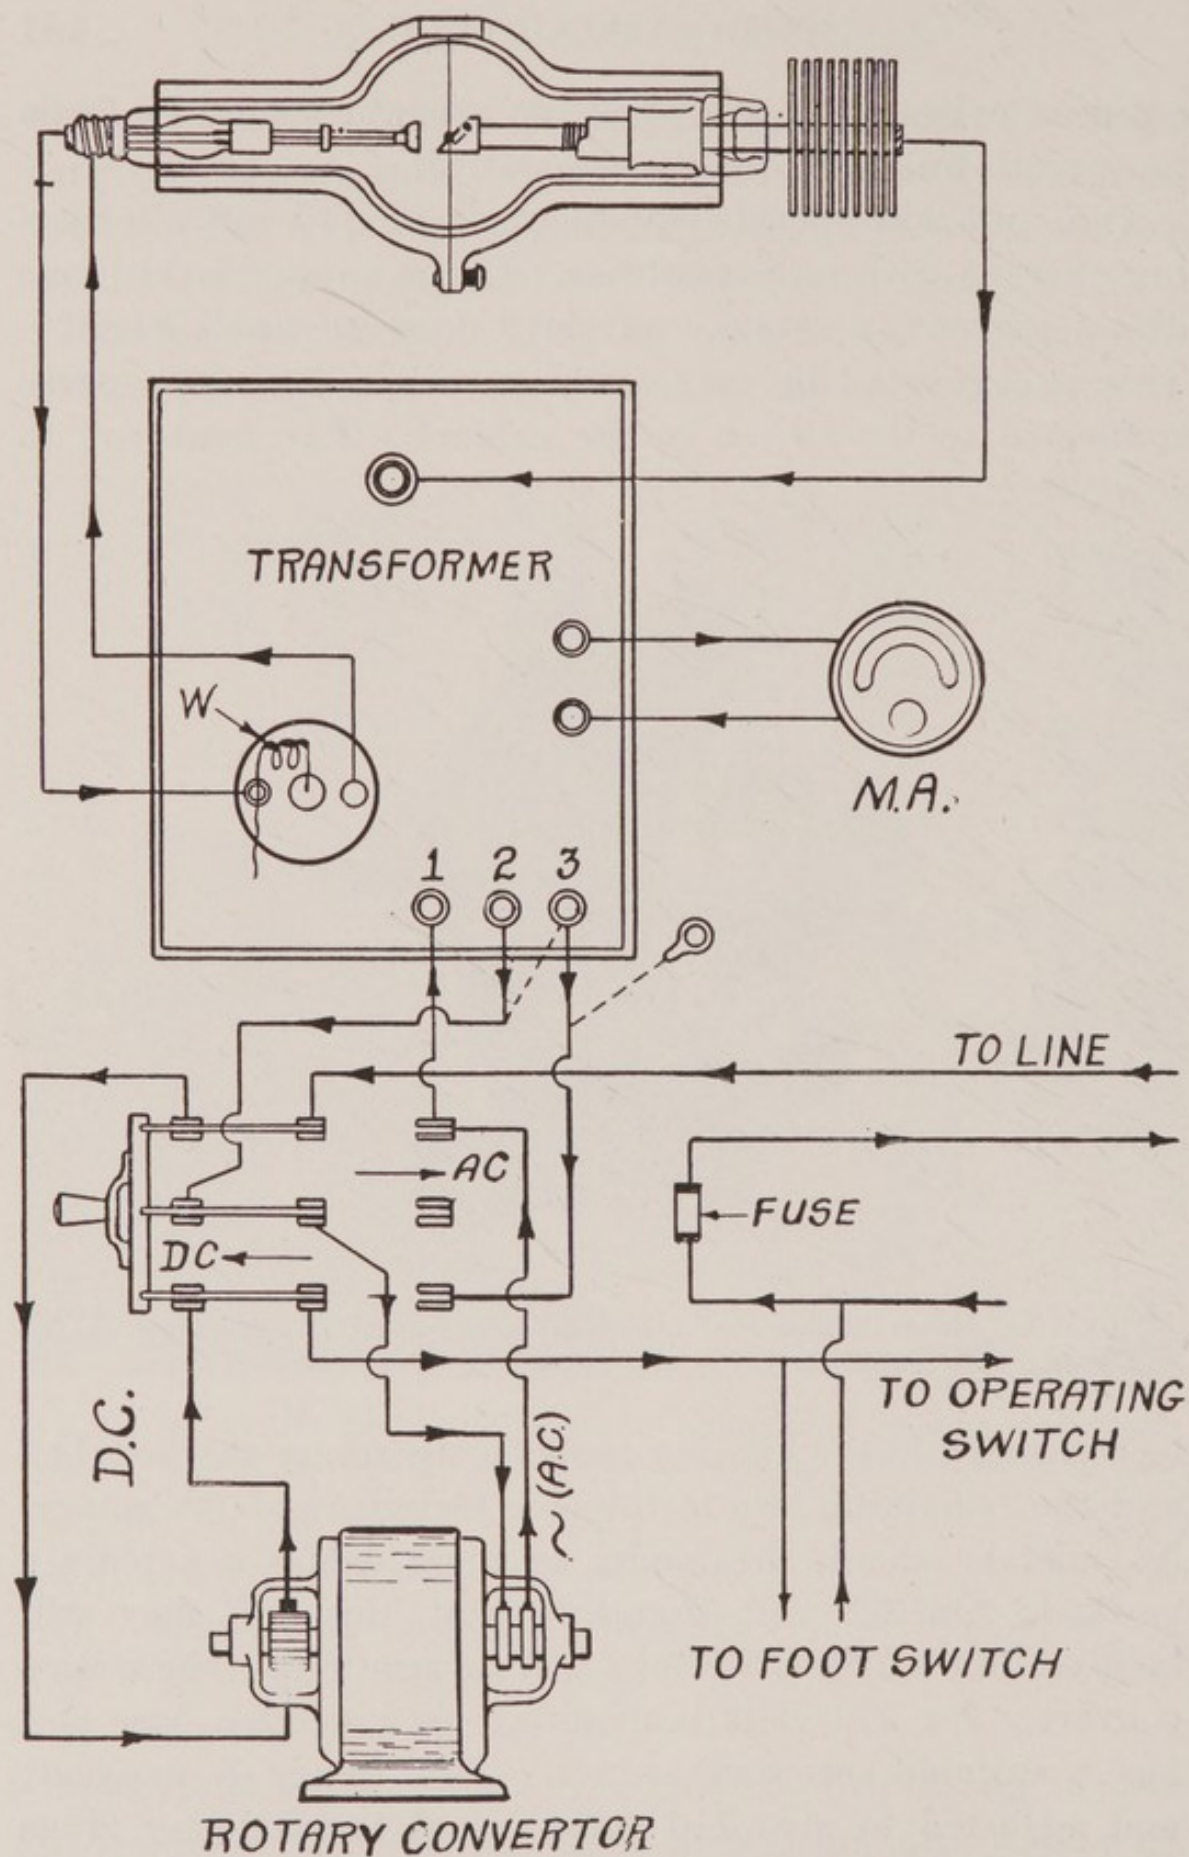 TRANSFORMER
W
M.A.
1 2 3
TO LINE
AC
FUSE
DC
TO OPERATING
SWITCH
D.C.
~ (A.C.)
TO FOOT SWITCH
ROTARY CONVERTOR